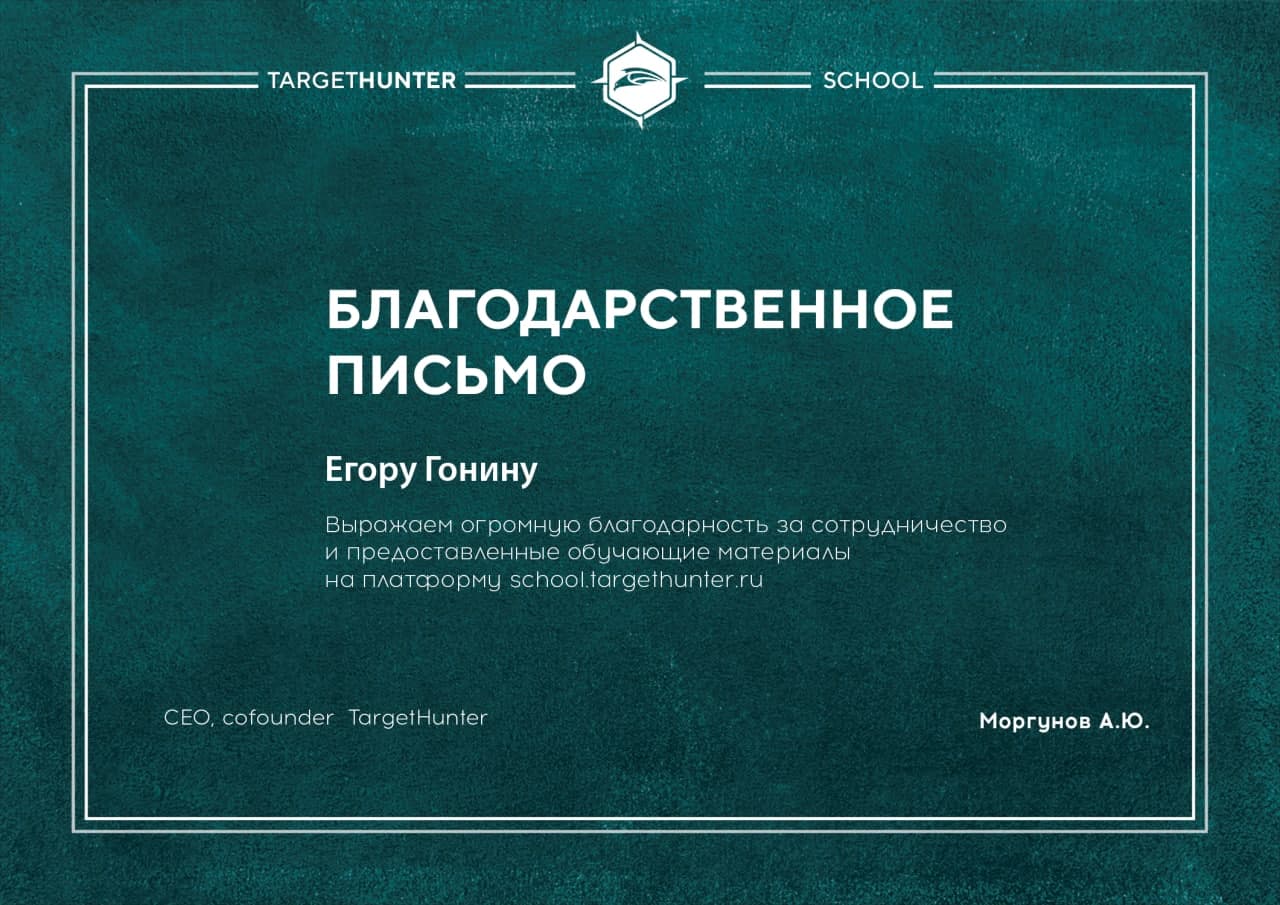 TARGETHUNTER SCHOOL
БЛАГОДАРСТВЕННОЕ
ПИСЬМО
Егору Гонину
Выражаем огромную благодарность за сотрудничество
и предоставленные обучающие материалы
на платформу school.targethunter.ru
CEO, cofounder TargetHunter
Моргунов А.Ю.